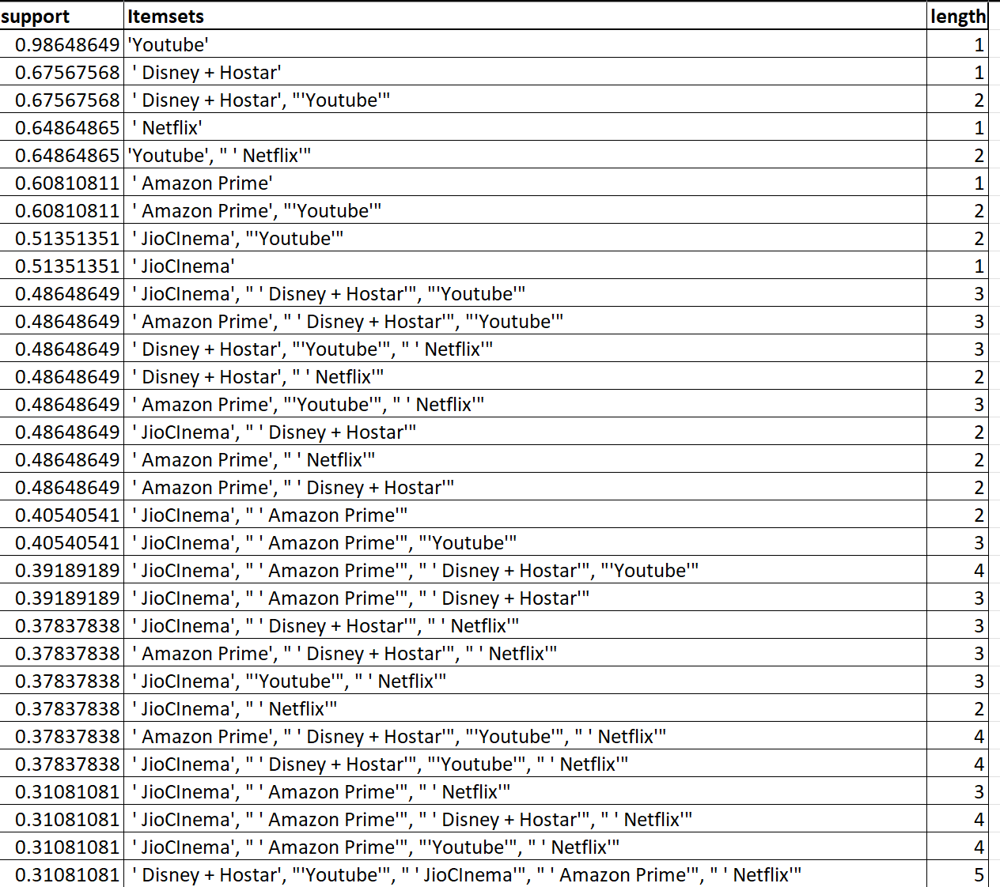 support Itemsets length
0.98648649 'Youtube' 1
0.67567568 ' Disney + Hostar' 1
0.67567568 ' Disney + Hostar', "'Youtube'" 2
0.64864865 ' Netflix' 1
0.64864865 'Youtube', " ' Netflix'" 2
0.60810811 ' Amazon Prime' 1
0.60810811 ' Amazon Prime', "'Youtube'" 2
0.51351351 ' JioCInema', "'Youtube'" 2
0.51351351 ' JioCInema' 1
0.48648649 ' JioCInema', " ' Disney + Hostar'", "'Youtube'" 3
0.48648649 ' Amazon Prime', " ' Disney + Hostar'", "'Youtube'" 3
0.48648649 ' Disney + Hostar', "'Youtube'", " ' Netflix'" 3
0.48648649 ' Disney + Hostar', " ' Netflix'" 2
0.48648649 ' Amazon Prime', "'Youtube'", " ' Netflix'" 3
0.48648649 ' JioCInema', " ' Disney + Hostar'" 2
0.48648649 ' Amazon Prime', " ' Netflix'" 2
0.48648649 ' Amazon Prime', " ' Disney + Hostar'" 2
0.40540541 ' JioCInema', " ' Amazon Prime'" 2
0.40540541 ' JioCInema', " ' Amazon Prime'", "'Youtube'" 3
0.39189189 ' JioCInema', " ' Amazon Prime'", " ' Disney + Hostar'", "'Youtube'" 4
0.39189189 ' JioCInema', " ' Amazon Prime'", " ' Disney + Hostar'" 3
0.37837838 ' JioCInema', " ' Disney + Hostar'", " ' Netflix'" 3
0.37837838 ' Amazon Prime', " ' Disney + Hostar'", " ' Netflix'" 3
0.37837838 ' JioCInema', "'Youtube'", " ' Netflix'" 3
0.37837838 ' JioCInema', " ' Netflix'" 2
0.37837838 ' Amazon Prime', " ' Disney + Hostar'", "'Youtube'", " ' Netflix'" 4
0.37837838 ' JioCInema', " ' Disney + Hostar'", "'Youtube'", " ' Netflix'" 4
0.31081081 ' JioCInema', " ' Amazon Prime'", " ' Netflix'" 3
0.31081081 ' JioCInema', " ' Amazon Prime'", " ' Disney + Hostar'", " ' Netflix'" 4
0.31081081 ' JioCInema', " ' Amazon Prime'", "'Youtube'", " ' Netflix'" 4
0.31081081 ' Disney + Hostar', "'Youtube'", " ' JioCInema'", " ' Amazon Prime'", " ' Netflix'" 5